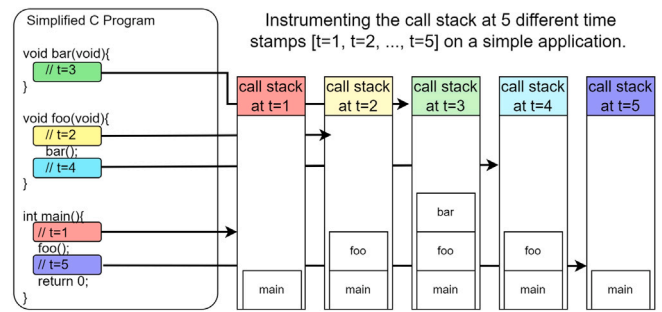 Simplified C Program
Instrumenting the call stack at 5 different time
stamps [t=1, t=2, ..., t=5] on a simple application.
void bar(void){
// t=3
}
void foo(void){
// t=2
bar();
// t=4
}
int main(){
// t=1
foo();
// t=5
return 0;
}
call stack
at t=1
main
call stack
at t=2
foo
main
call stack
at t=3
bar
foo
main
call stack
at t=4
foo
main
call stack
at t=5
main